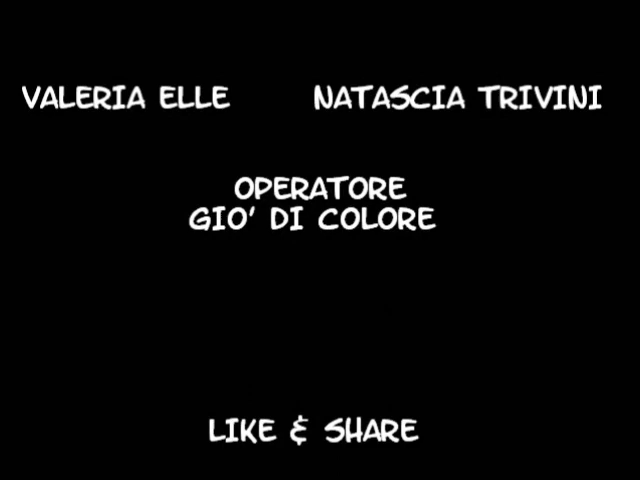 VALERIA ELLE NATASCIA TRIVINI
OPERATORE
GIO' DI COLORE
LIKE & SHARE